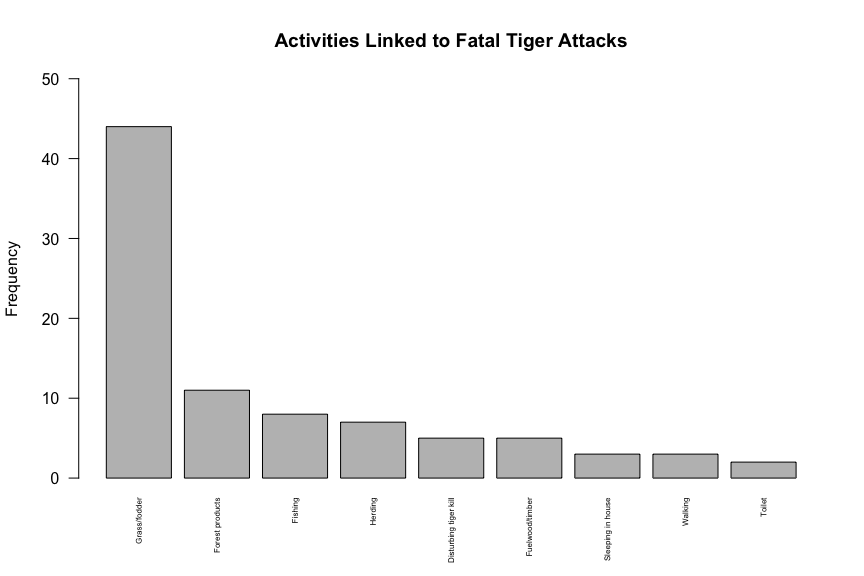 Activities Linked to Fatal Tiger Attacks
Frequency
50
40
30
20
10
0
Grass/fodder
Forest products
Fishing
Herding
Disturbing tiger kill
Fuelwood/timber
Sleeping in house
Walking
Toilet